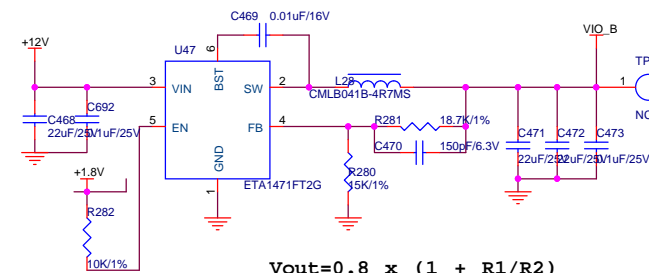 C469 0.01uF/16V
+12V
VIO_B
U47
6
BST
TP
L28
3 VIN
SW 2
1
CMLB041B-4R7MS
C692
C468
22uF/25V
0.1uF/25V
5 EN
FB 4
R281 18.7K/1%
C470 150pF/6.3V
C471
C472
C473
22uF/25V
22uF/25V
0.1uF/25V
NC
GND
1
ETA1471FT2G
+1.8V
R280
15K/1%
R282
10K/1%
Vout=0.8 x (1 + R1/R2)